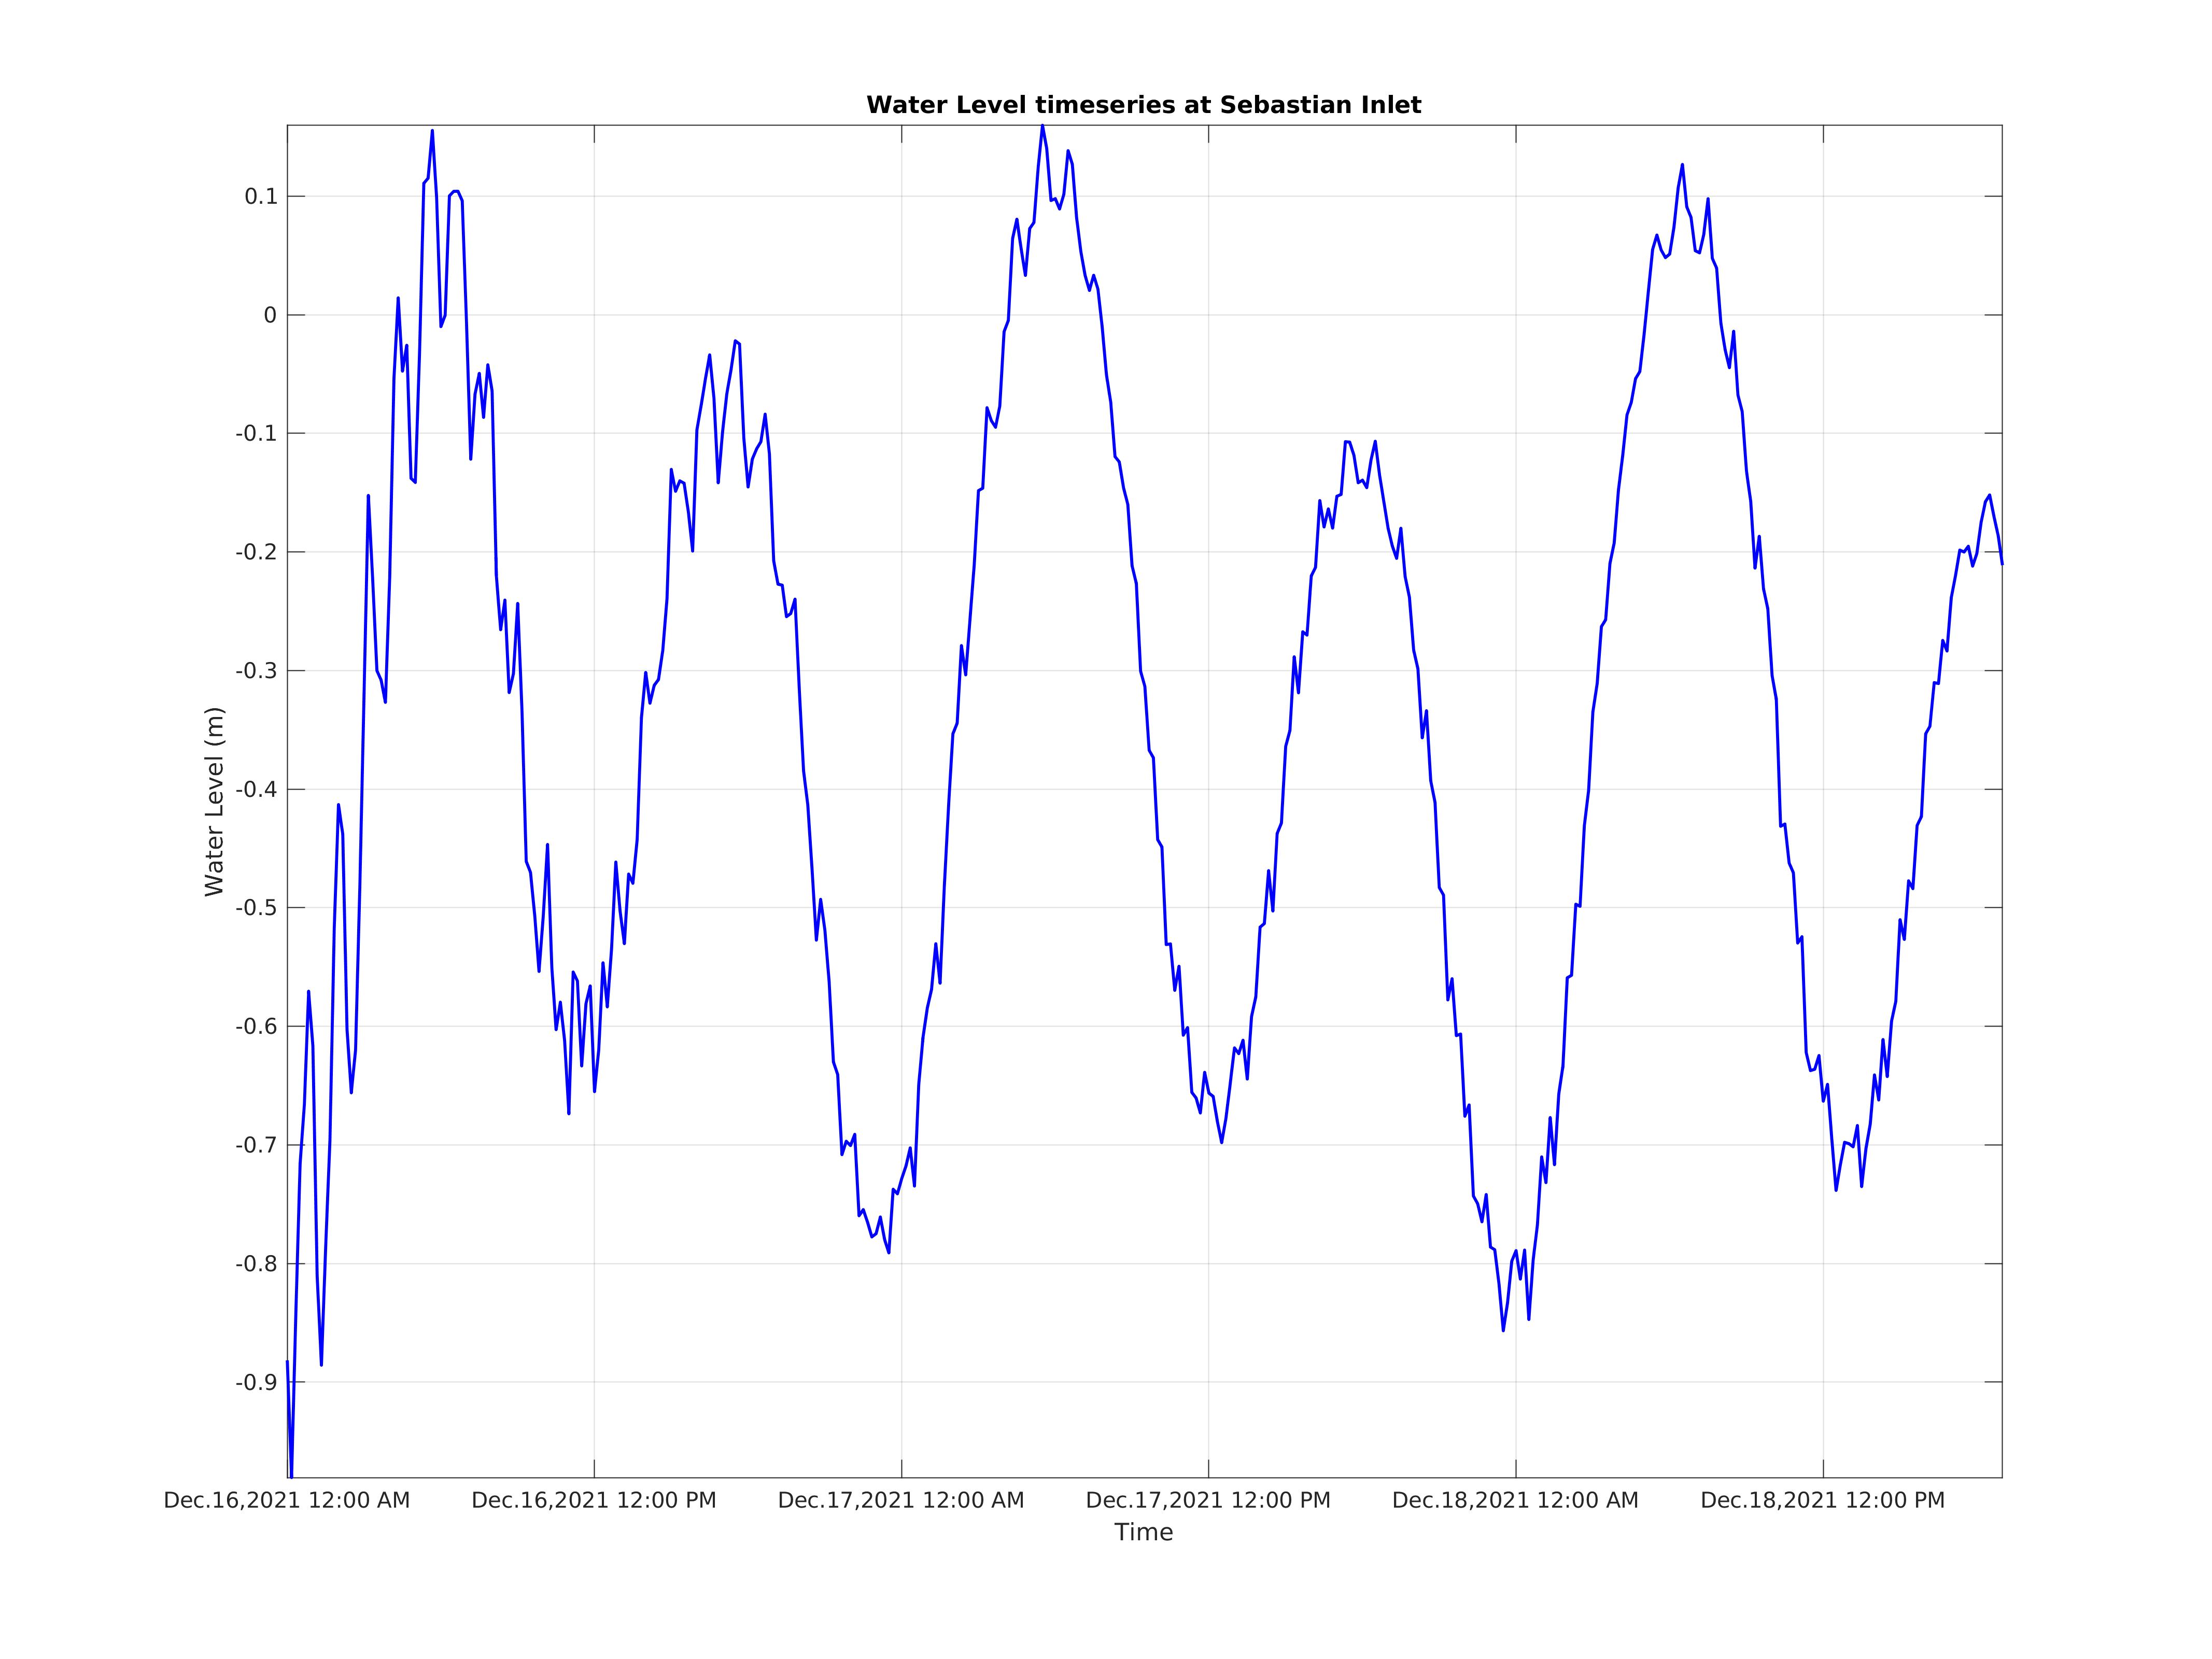 Water Level timeseries at Sebastian Inlet
0.1
0
-0.1
-0.2
-0.3
-0.4
-0.5
-0.6
-0.7
-0.8
-0.9
Water Level (m)
Dec.16,2021 12:00 AM Dec.16,2021 12:00 PM Dec.17,2021 12:00 AM Dec.17,2021 12:00 PM Dec.18,2021 12:00 AM Dec.18,2021 12:00 PM
Time